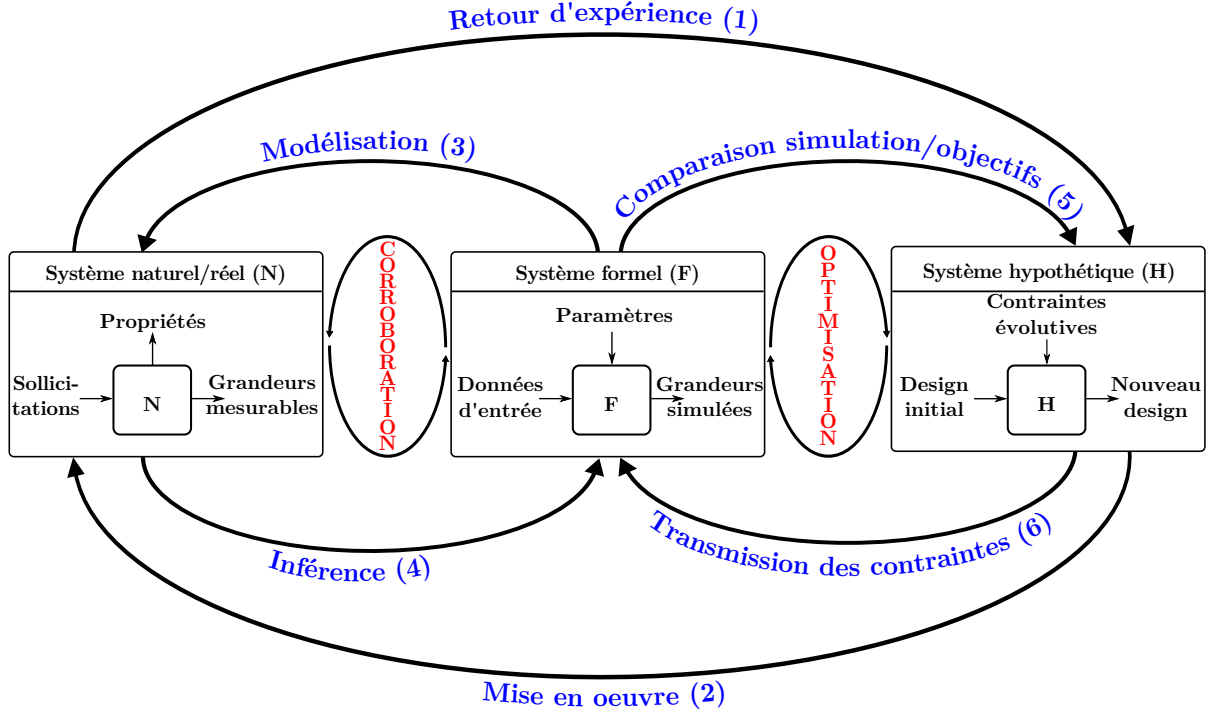 Retour d'expérience (1)
Modélisation (3)
Comparaison simulation/objectifs (5)
Système naturel/réel (N)
Propriétés
Sollici-
tations
N
Grandeurs
mesurables
CORROBORATION
Système formel (F)
Paramètres
Données
d'entrée
F
Grandeurs
simulées
OPTIMISATION
Système hypothétique (H)
Contraintes
évolutives
Design
initial
H
Nouveau
design
Inférence (4)
Transmission des contraintes (6)
Mise en oeuvre (2)